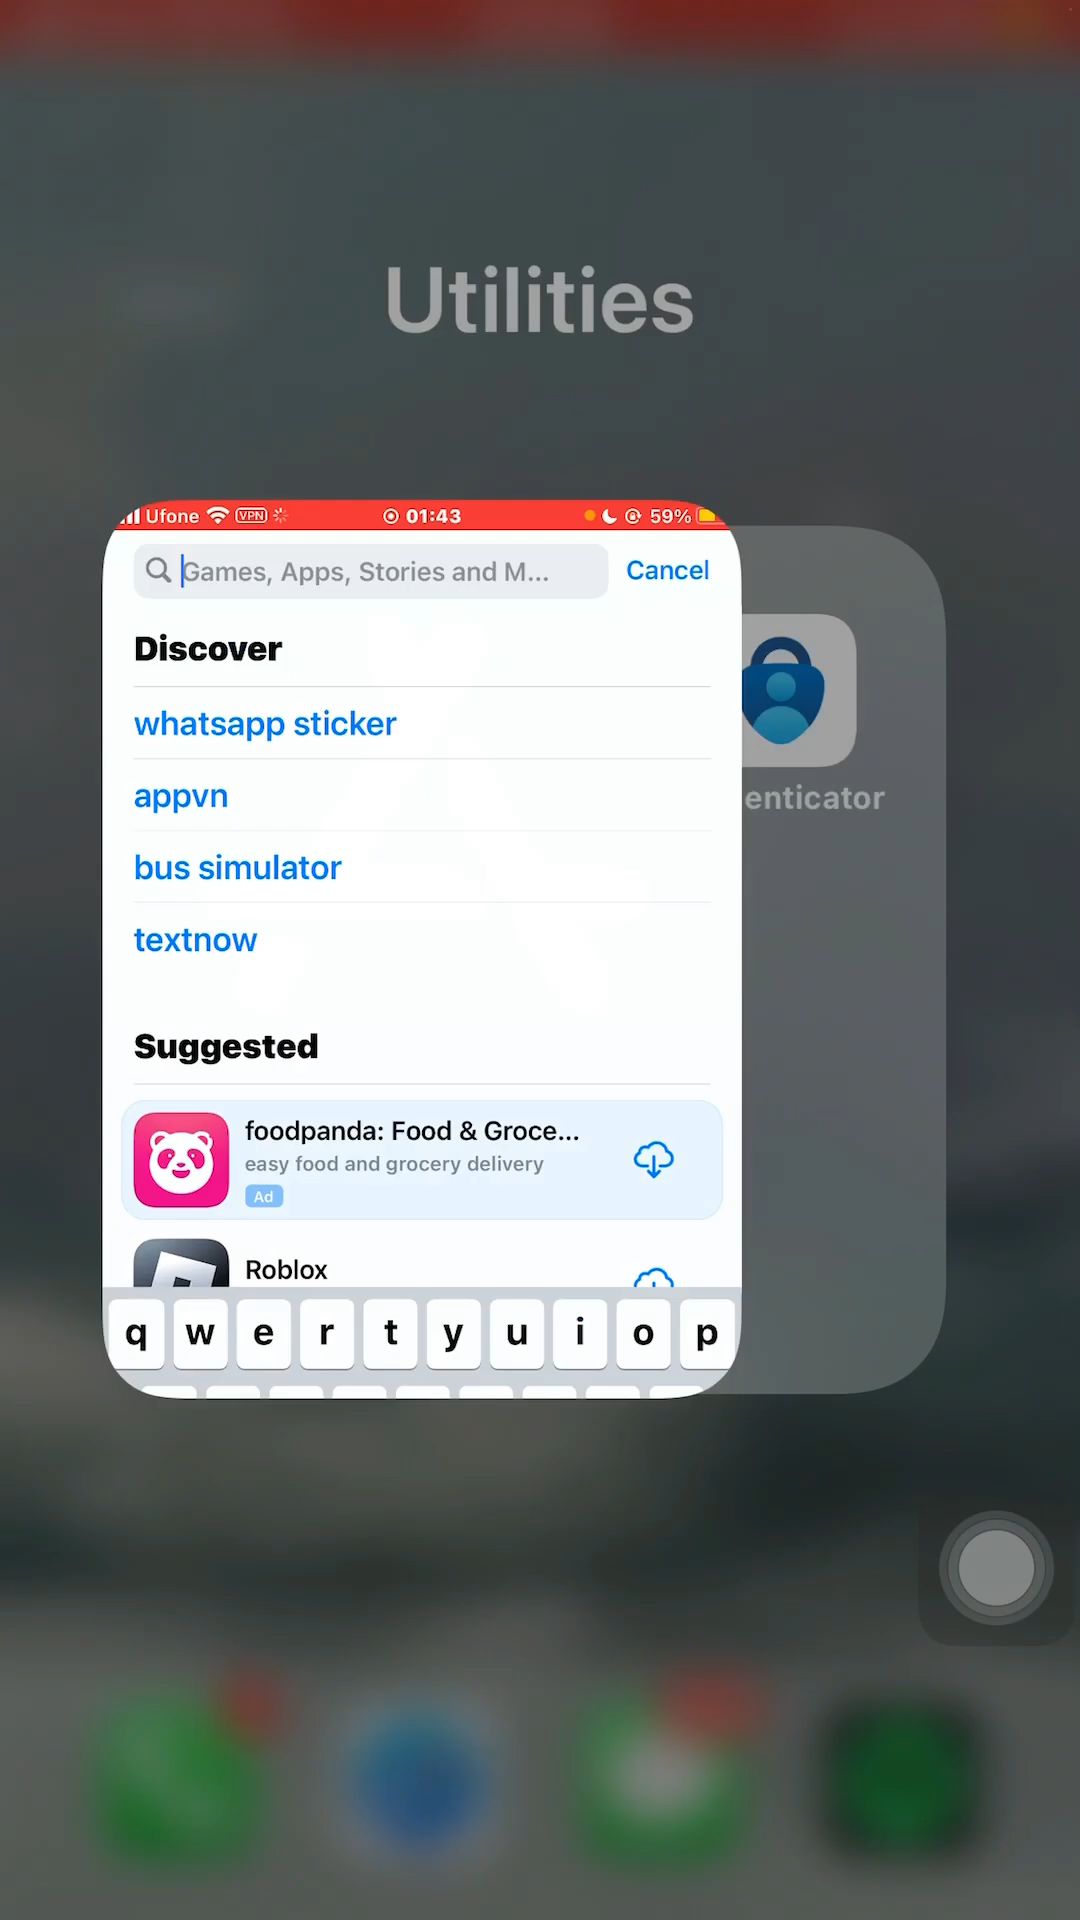 Utilities
Ufone VPN 01:43 59%
Games, Apps, Stories and M... Cancel
Discover
whatsapp sticker
appvn
bus simulator
textnow
Suggested
foodpanda: Food & Groce...
easy food and grocery delivery
Ad
Roblox
q w e r t y u i o p
enticator